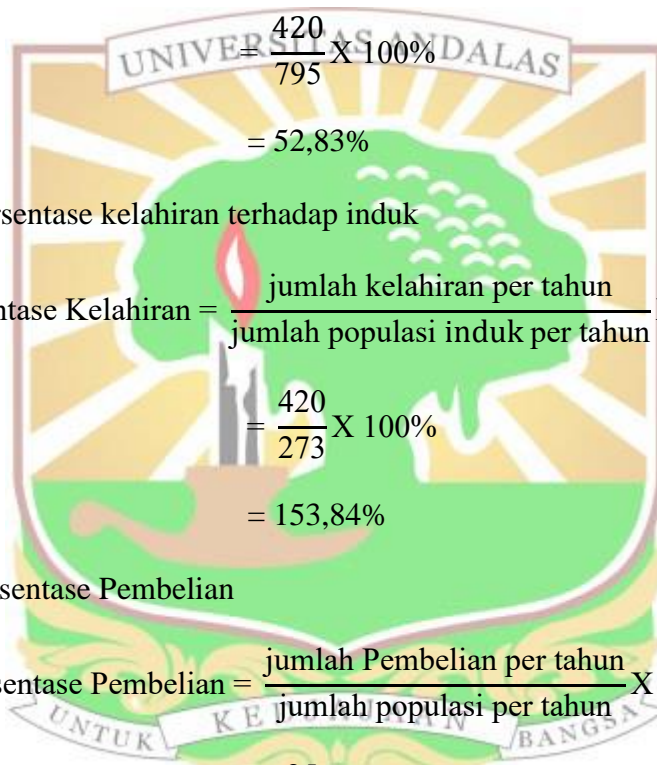 UNIVERSITAS ANDALAS
= 420/795 X 100%
= 52,83%
rsentase kelahiran terhadap induk
ntase Kelahiran = jumlah kelahiran per tahun / jumlah populasi induk per tahun
= 420/273 X 100%
= 153,84%
sentase Pembelian
sentase Pembelian = jumlah Pembelian per tahun / jumlah populasi per tahun X
UNTUK KEDJAJAAN BANGSA